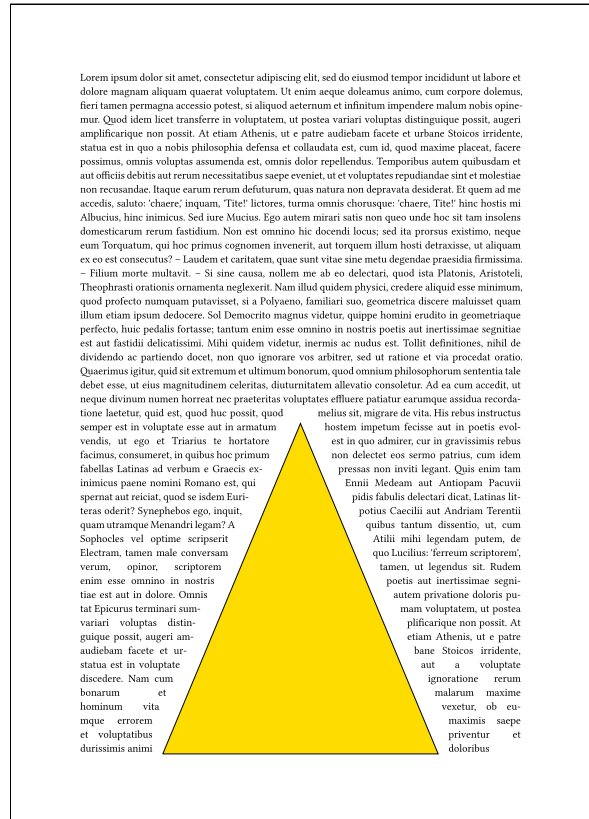 Lorem ipsum dolor sit amet, consectetur adipiscing elit, sed do eiusmod tempor incididunt ut labore et
dolore magnam aliquam quaerat voluptatem. Ut enim aeque doleamus animo, cum corpore dolemus,
fieri tamen permagna accessio potest, si aliquod aeternum et infinitum impendere malum nobis opine-
mur. Quod idem licet transferre in voluptatem, ut postea variari voluptas distinguique possit, augeri
amplificarique non possit. At etiam Athenis, ut e patre audiebam facete et urbane Stoicos irridente,
statua est in quo a nobis philosophia defensa et collaudata est, cum id, quod maxime placeat, facere
possimus, omnis voluptas assumenda est, omnis dolor repellendus. Temporibus autem quibusdam et
aut officiis debitis aut rerum necessitatibus saepe eveniet, ut et voluptates repudiandae sint et molestiae
non recusandae. Itaque earum rerum defuturum, quas natura non depravata desiderat. Et quem ad me
accedis, saluto: 'chaere,' inquam, 'Tite!' lictores, turma omnis chorusque: 'chaere, Tite!' hinc hostis mi
Albucius, hinc inimicus. Sed iure Mucius. Ego autem mirari satis non queo unde hoc sit tam insolens
domesticarum rerum fastidium. Non est omnino hic docendi locus; sed ita prorsus existimo, neque
eum Torquatum, qui hoc primus cognomen invenerit, aut torquem illum hosti detraxisse, ut aliquam
ex eo est consecutus? – Laudem et caritatem, quae sunt vitae sine metu degendae praesidia firmissima.
– Filium morte multavit. – Si sine causa, nollem me ab eo delectari, quod ista Platonis, Aristoteli,
Theophrasti orationis ornamenta neglexerit. Nam illud quidem physici, credere aliquid esse minimum,
quod profecto numquam putavisset, si a Polyaeno, familiari suo, geometrica discere maluisset quam
illum etiam ipsum dedocere. Sol Democrito magnus videtur, quippe homini erudito in geometriaque
perfecto, huic pedalis fortasse; tantum enim esse omnino in nostris poetis aut inertissimae segnitiae
est aut fastidii delicatissimi. Mihi quidem videtur, inermis ac nudus est. Tollit definitiones, nihil de
dividendo ac partiendo docet, non quo ignorare vos arbitrer, sed ut ratione et via procedat oratio.
Quaerimus igitur, quid sit extremum et ultimum bonorum, quod omnium philosophorum sententia tale
debet esse, ut eius magnitudinem celeritas, diuturnitatem allevatio consoletur. Ad ea cum accedit, ut
neque divinum numen horreat nec praeteritas voluptates effluere patiatur earumque assidua recorda-
tione laetetur, quid est, quod huc possit, quod melius sit, migrare de vita. His rebus instructus
semper est in voluptate esse aut in armatum hostem impetum fecisse aut in poetis evol-
vendis, ut ego et Triarius te hortatore est in quo admirer, cur in gravissimis rebus
facimus, consumeret, in quibus hoc primum non delectet eos sermo patrius, cum idem
fabellas Latinas ad verbum e Graecis ex- pressas non inviti legant. Quis enim tam
inimicus paene nomini Romano est, qui Ennii Medeam aut Antiopam Pacuvii
spernat aut reiciat, quod se isdem Euri- pidis fabulis delectari dicat, Latinas lit-
teras oderit? Synephebos ego, inquit, potius Caecilii aut Andriam Terentii
quam utramque Menandri legam? A quibus tantum dissentio, ut, cum
Sophocles vel optime scripserit Atilii mihi legendam putem, de
Electram, tamen male conversam quo Lucilius: 'ferreum scriptorem',
verum, opinor, scriptorem tamen, ut legendus sit. Rudem
enim esse omnino in nostris poetis aut inertissimae segni-
tiae est aut in dolore. Omnis autem privatione doloris pu-
tat Epicurus terminari sum- mam voluptatem, ut postea
variari voluptas distin- plificarique non possit. At
guique possit, augeri am- etiam Athenis, ut e patre
audiebam facete et ur- bane Stoicos irridente,
statua est in voluptate aut a voluptate
discedere. Nam cum ignoratione rerum
bonarum et malarum maxime
hominum vita vexetur, ob eu-
mque errorem maximis saepe
et voluptatibus priventur et
durissimis animi doloribus